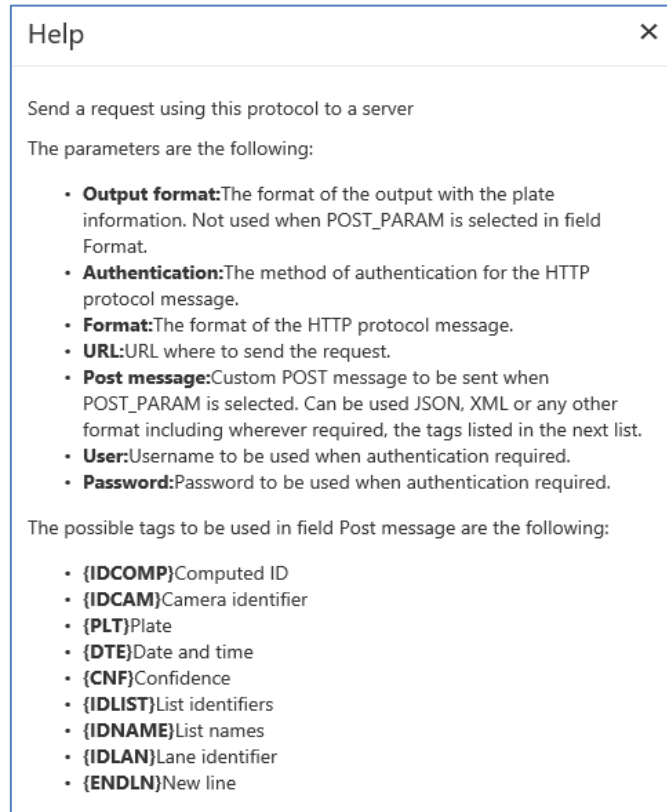 Help
Send a request using this protocol to a server
The parameters are the following:
• Output format:The format of the output with the plate
information. Not used when POST_PARAM is selected in field
Format.
• Authentication:The method of authentication for the HTTP
protocol message.
• Format:The format of the HTTP protocol message.
• URL:URL where to send the request.
• Post message:Custom POST message to be sent when
POST_PARAM is selected. Can be used JSON, XML or any other
format including wherever required, the tags listed in the next list.
• User:Username to be used when authentication required.
• Password:Password to be used when authentication required.
The possible tags to be used in field Post message are the following:
• {IDCOMP}Computed ID
• {IDCAM}Camera identifier
• {PLT}Plate
• {DTE}Date and time
• {CNF}Confidence
• {IDLIST}List identifiers
• {IDNAME}List names
• {IDLAN}Lane identifier
• {ENDLN}New line